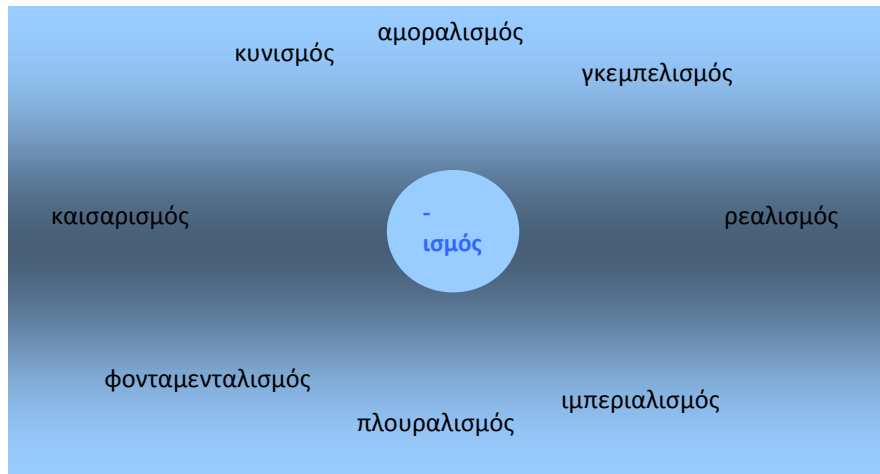 αμοραλισμός
κυνισμός
γκεμπελισμός
καισαρισμός
-
ισμός
ρεαλισμός
φονταμενταλισμός
ιμπεριαλισμός
πλουραλισμός